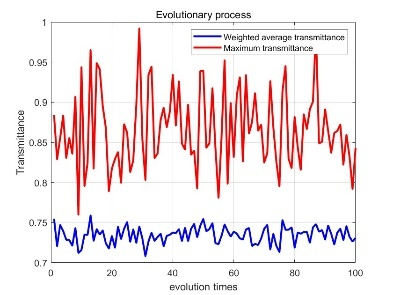 Evolutionary process
Weighted average transmittance
Maximum transmittance
Transmittance
1
0.95
0.9
0.85
0.8
0.75
0.7
0
20
40
60
80
100
evolution times